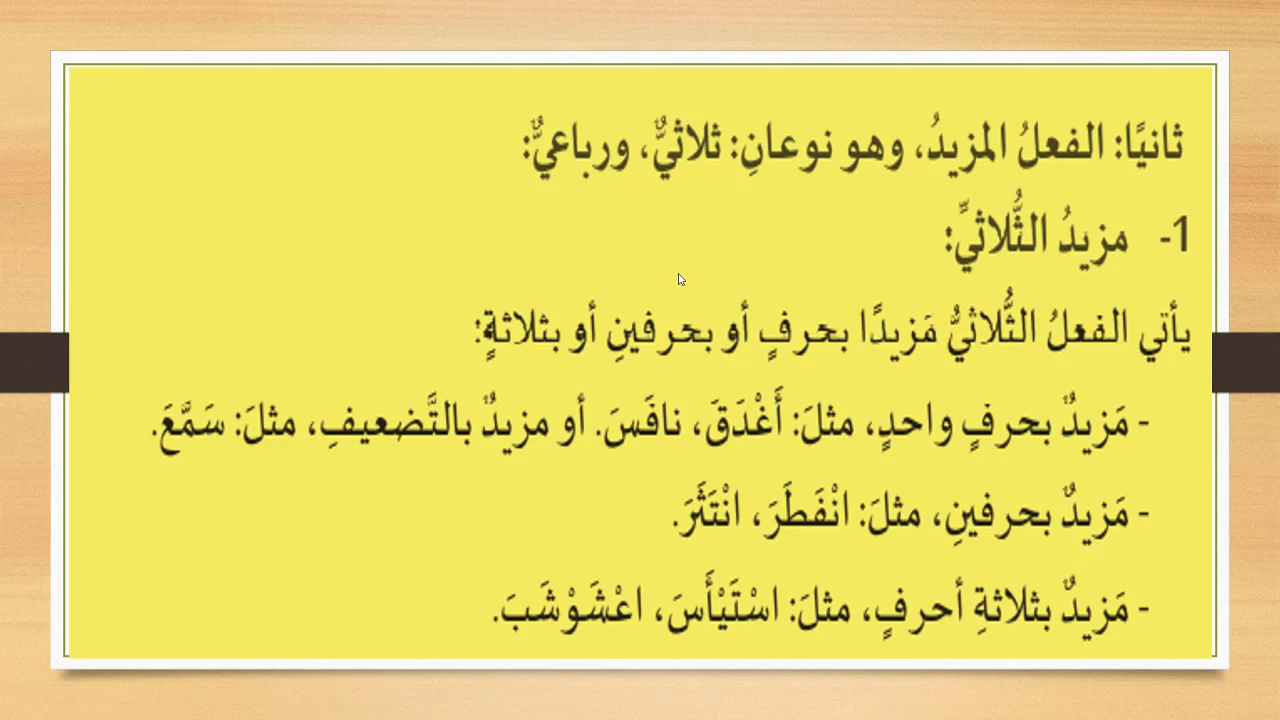 ثانيًا: الفعلُ المزيدُ، وهو نوعانِ: ثلاثيٌّ، ورباعيٌّ:
1- مزيدُ الثُّلاثيِّ:
يأتي الفعلُ الثُّلاثيُّ مَزيدًا بحرفٍ أو بحرفينِ أو بثلاثةٍ:
- مَزيدٌ بحرفٍ واحدٍ، مثلَ: أَغْدَقَ، نافَسَ. أو مزيدٌ بالتَّضعيفِ، مثلَ: سَمَّعَ.
- مَزيدٌ بحرفينِ، مثلَ: انْفَطَرَ، انْتَثَرَ.
- مَزيدٌ بثلاثةِ أحرفٍ، مثلَ: اسْتَيْأَسَ، اعْشَوْشَبَ.